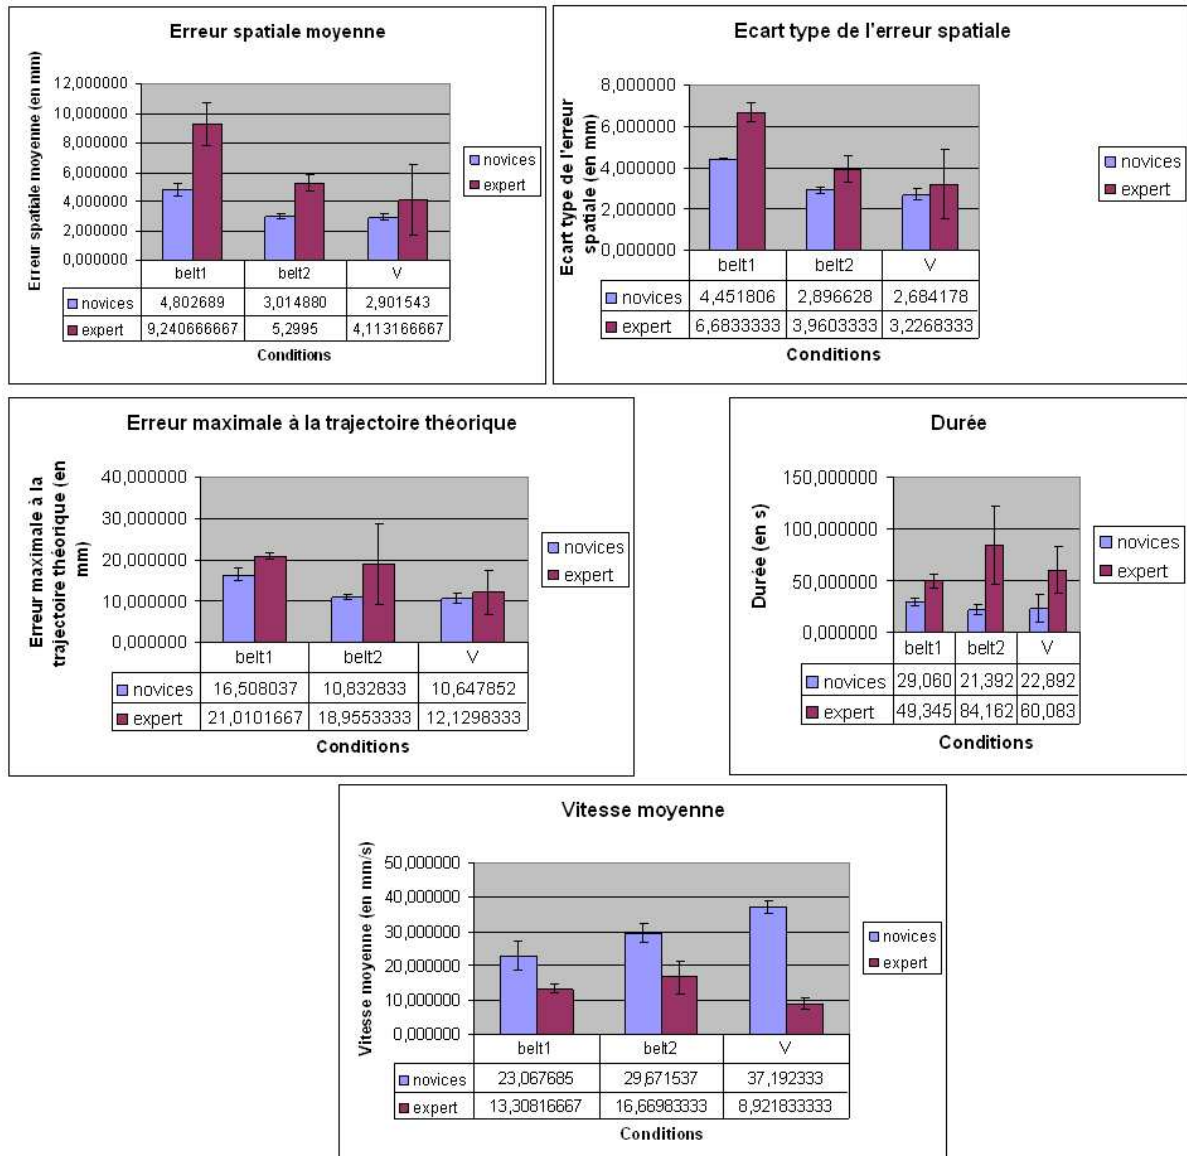 Erreur spatiale moyenne
Erreur spatiale moyenne (en mm)
12,000000
10,000000
8,000000
6,000000
4,000000
2,000000
0,000000
novices
expert
belt1 belt2 V
novices 4,802689 3,014880 2,901543
expert 9,240666667 5,2995 4,113166667
Conditions
Ecart type de l'erreur spatiale
Ecart type de l'erreur
spatiale (en mm)
8,000000
6,000000
4,000000
2,000000
0,000000
novices
expert
belt1 belt2 V
novices 4,451806 2,896628 2,684178
expert 6,6833333 3,9603333 3,2268333
Conditions
Erreur maximale à la trajectoire théorique
Erreur maximale à la
trajectoire théorique (en
mm)
40,000000
30,000000
20,000000
10,000000
0,000000
novices
expert
belt1 belt2 V
novices 16,508037 10,832833 10,647852
expert 21,0101667 18,9553333 12,1298333
Conditions
Durée
Durée (en s)
150,000000
100,000000
50,000000
0,000000
novices
expert
belt1 belt2 V
novices 29,060 21,392 22,892
expert 49,345 84,162 60,083
Conditions
Vitesse moyenne
Vitesse moyenne (en mm/s)
50,000000
40,000000
30,000000
20,000000
10,000000
0,000000
novices
expert
belt1 belt2 V
novices 23,067685 29,671537 37,192333
expert 13,30816667 16,66983333 8,921833333
Conditions